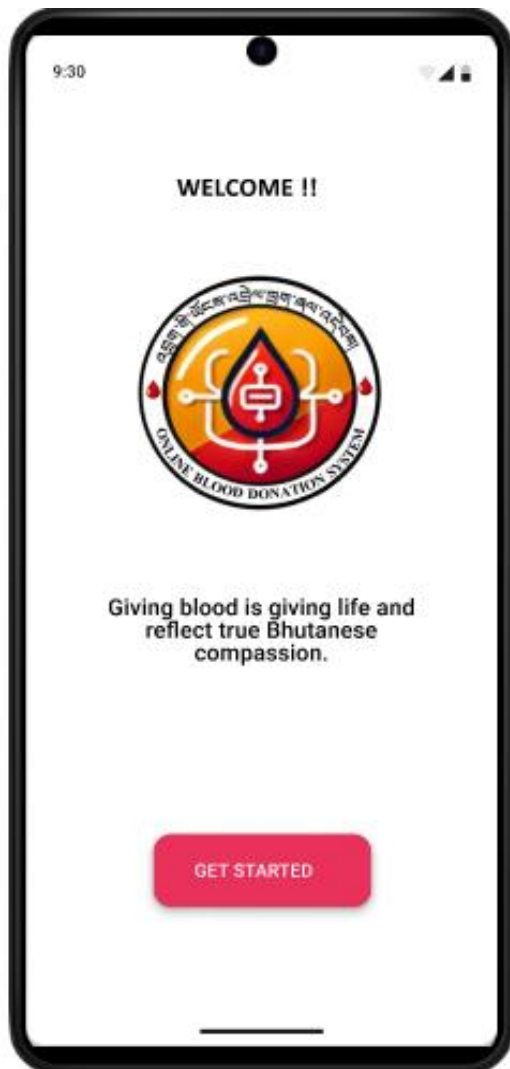 9:30
WELCOME !!
ONLINE BLOOD DONATION SYSTEM
Giving blood is giving life and
reflect true Bhutanese
compassion.
GET STARTED